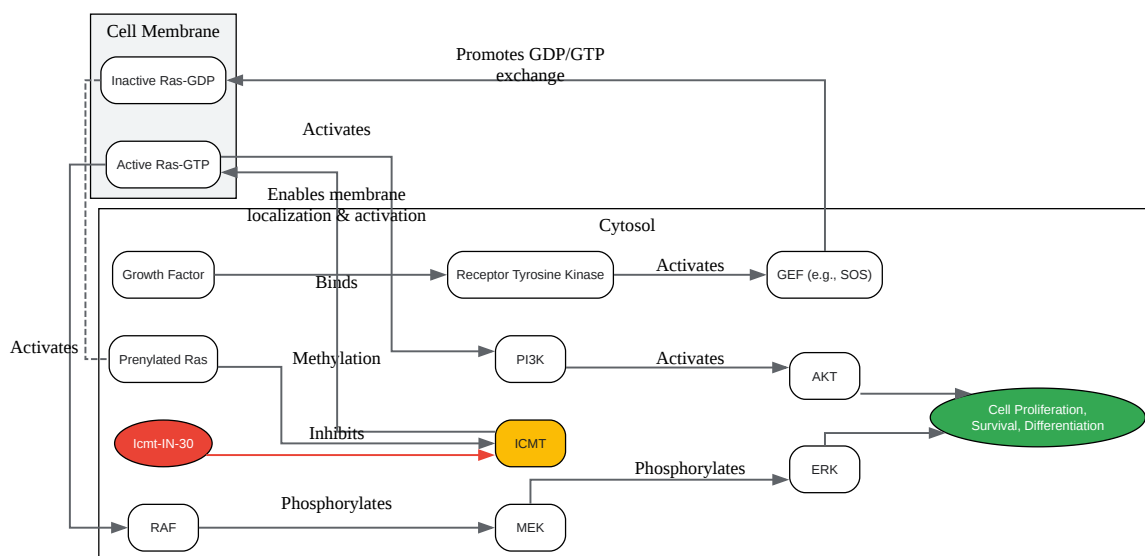 Cell Membrane
Promotes GDP/GTP
exchange
Inactive Ras-GDP
Activates
Active Ras-GTP
Enables membrane
localization & activation
Cytosol
Growth Factor
Binds
Receptor Tyrosine Kinase
Activates
GEF (e.g., SOS)
Activates
Prenylated Ras
Methylation
PI3K
Activates
AKT
Cell Proliferation,
Survival, Differentiation
Icmt-IN-30
Inhibits
ICMT
Phosphorylates
ERK
RAF
Phosphorylates
MEK